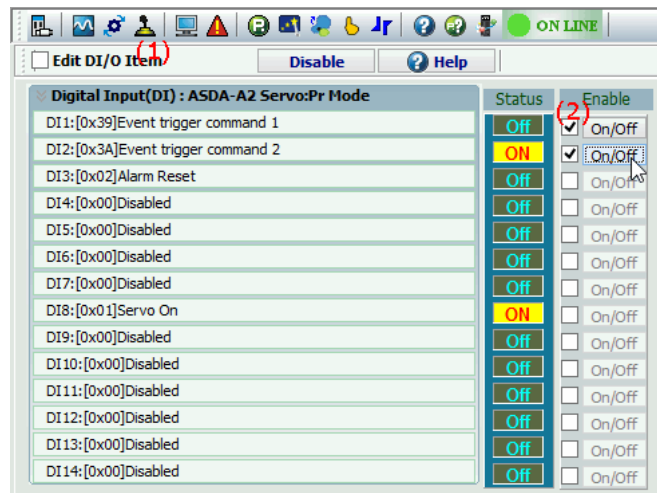 ON LINE
(1)
Edit DI/O Item Disable Help
Digital Input(DI) : ASDA-A2 Servo:Pr Mode Status Enable
(2)
DI1:[0x39]Event trigger command 1 Off On/Off
DI2:[0x3A]Event trigger command 2 ON On/Off
DI3:[0x02]Alarm Reset Off On/Off
DI4:[0x00]Disabled Off On/Off
DI5:[0x00]Disabled Off On/Off
DI6:[0x00]Disabled Off On/Off
DI7:[0x00]Disabled Off On/Off
DI8:[0x01]Servo On ON On/Off
DI9:[0x00]Disabled Off On/Off
DI10:[0x00]Disabled Off On/Off
DI11:[0x00]Disabled Off On/Off
DI12:[0x00]Disabled Off On/Off
DI13:[0x00]Disabled Off On/Off
DI14:[0x00]Disabled Off On/Off